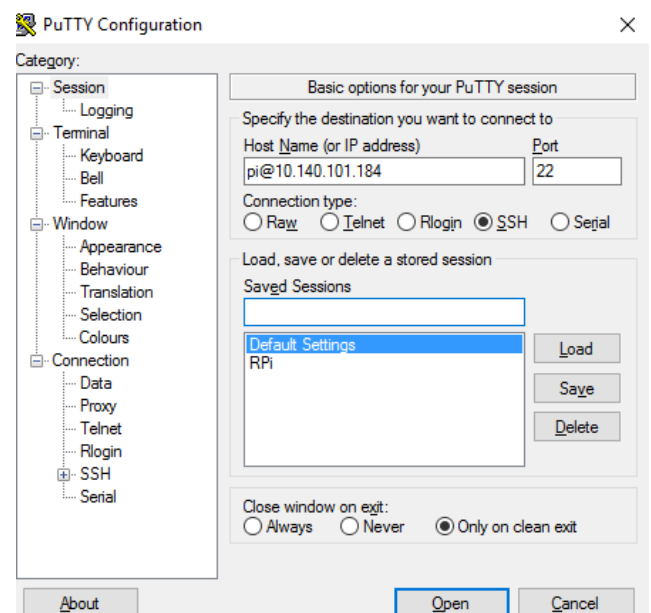 PuTTY Configuration
Category:
Session
Logging
Terminal
Keyboard
Bell
Features
Window
Appearance
Behaviour
Translation
Selection
Colours
Connection
Data
Proxy
Telnet
Rlogin
SSH
Serial
Basic options for your PuTTY session
Specify the destination you want to connect to
Host Name (or IP address) Port
pi@10.140.101.184 22
Connection type:
Raw Telnet Rlogin SSH Serial
Load, save or delete a stored session
Saved Sessions
Default Settings
RPi
Load
Save
Delete
Close window on exit:
Always Never Only on clean exit
About Open Cancel